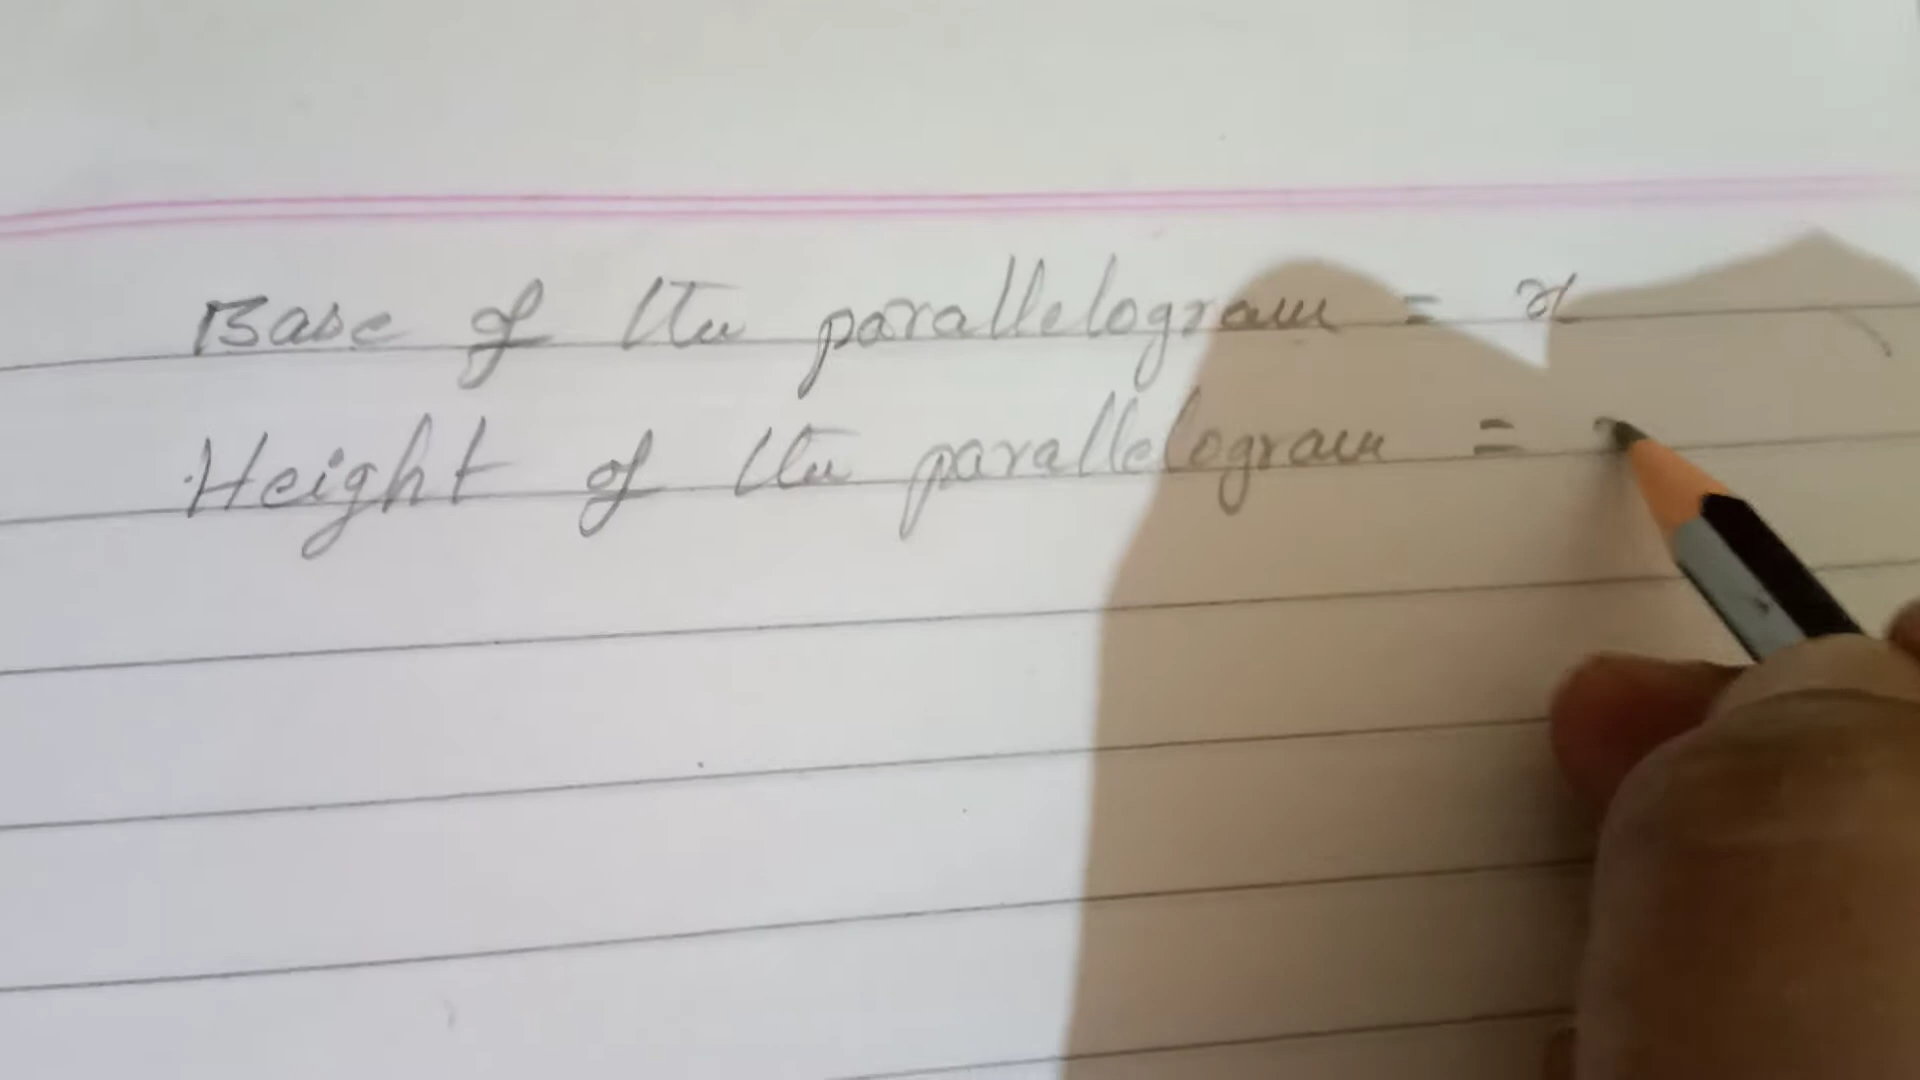 Base of the parallelogram = x
Height of the parallelogram =